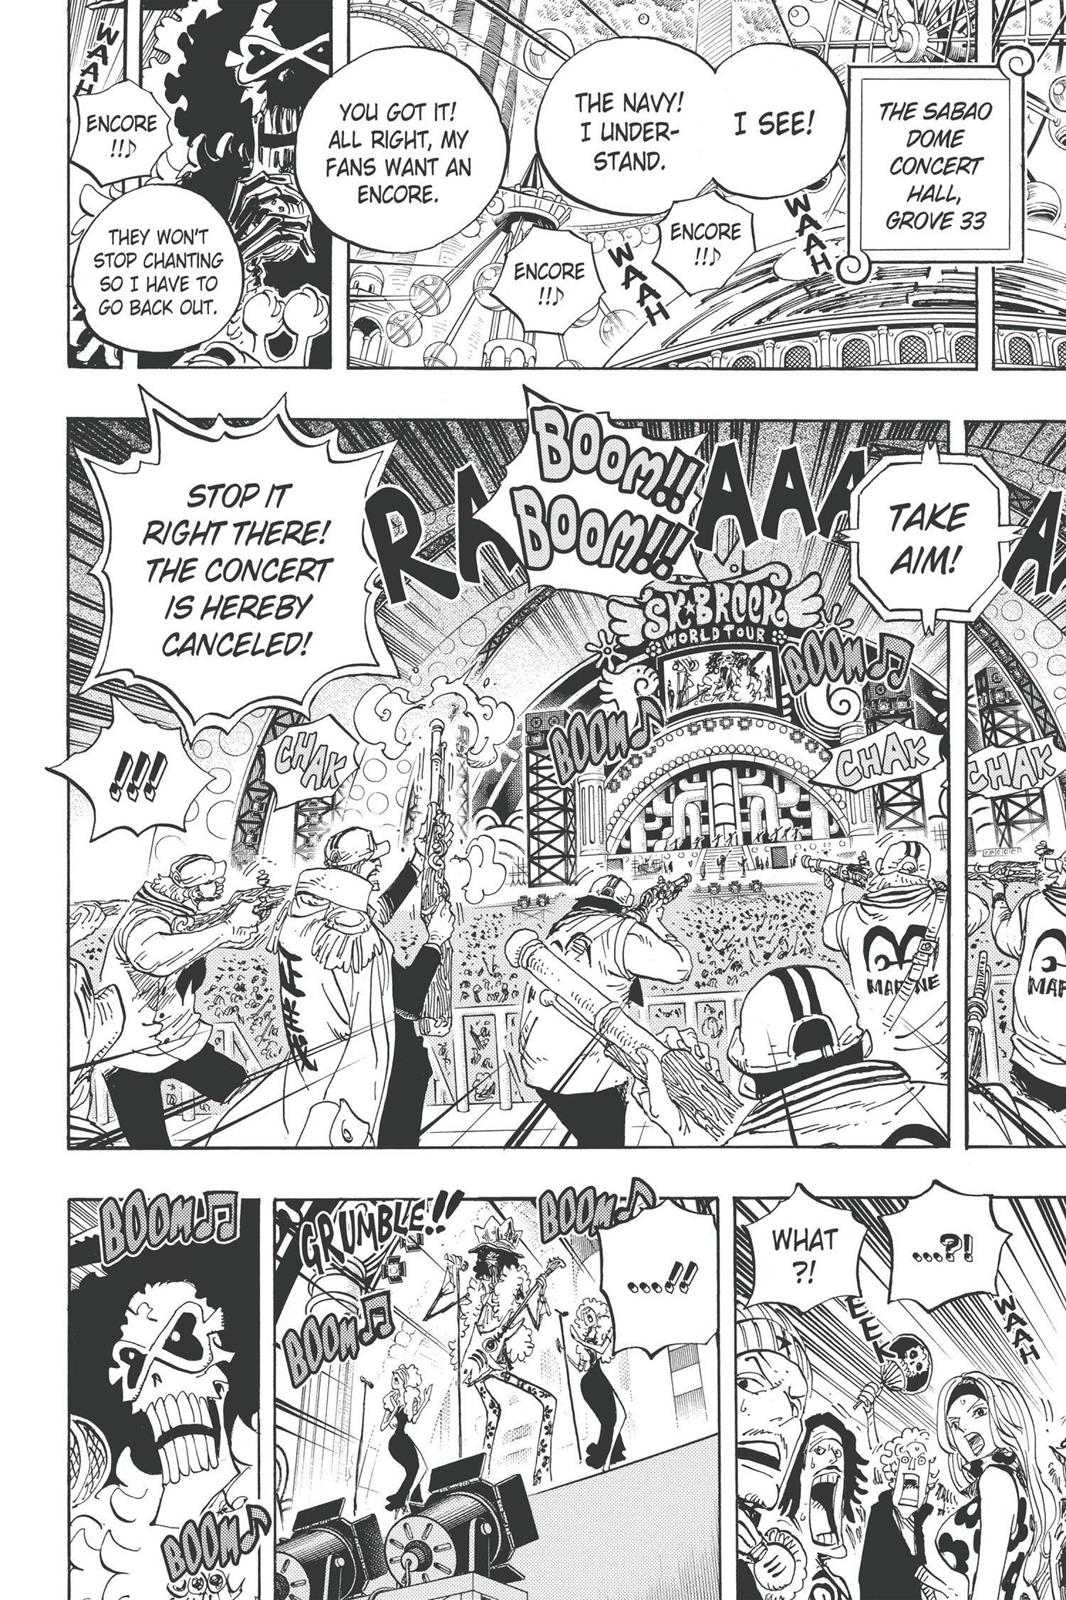 THE SABAO
DOME
CONCERT
HALL,
GROVE 33
I SEE!
THE NAVY!
I UNDER-
STAND.
WAAH
ENCORE
!!♪
WAAH
ENCORE
!!♪
YOU GOT IT!
ALL RIGHT, MY
FANS WANT AN
ENCORE.
WAAH
ENCORE
!!♪
THEY WON'T
STOP CHANTING
SO I HAVE TO
GO BACK OUT.
TAKE
AIM!
RA AAA A
BOOM!!
BOOM!!!
S★BROOK
WORLD TOUR
BOOM♫
BOOM♪
STOP IT
RIGHT THERE!
THE CONCERT
IS HEREBY
CANCELED!
!!!
CHAK
CHAK
CHAK
MARINE
....?!
WHAT
?!
WAAH
EEK
....!!
BOOM♫
GRUMBLE!!
BOOM♫
BOOM♫
BOOM♪